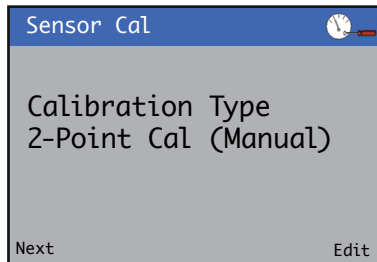 Sensor Cal
Calibration Type
2-Point Cal (Manual)
Next Edit